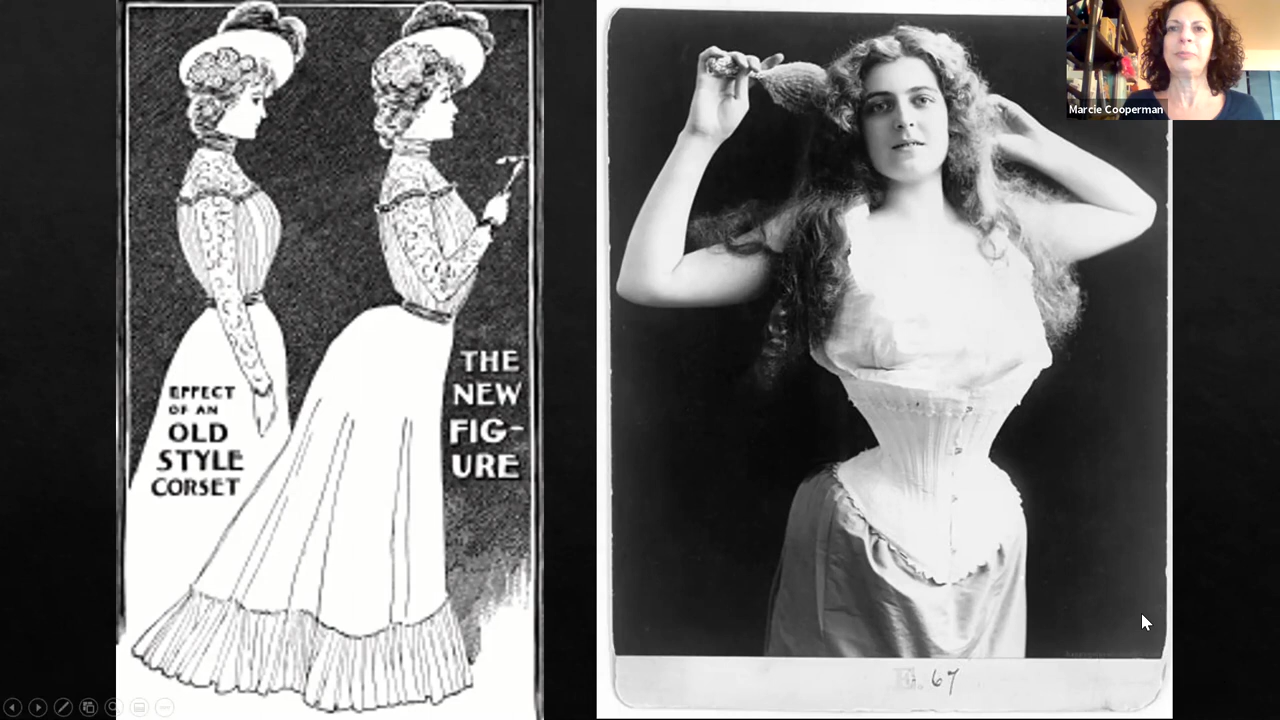 EFFECT
OF AN
OLD
STYLE
CORSET
THE
NEW
FIG-
URE
Marcie Cooperman
E. 67